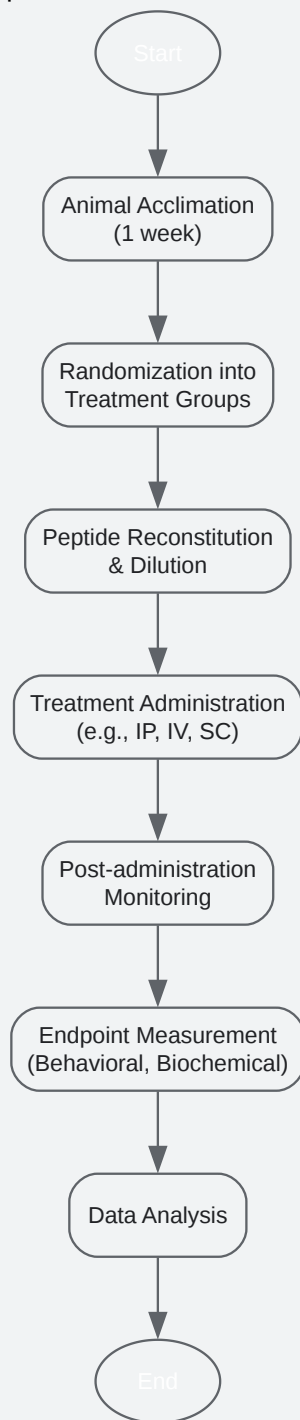 Start
Animal Acclimation
(1 week)
Randomization into
Treatment Groups
Peptide Reconstitution
& Dilution
Treatment Administration
(e.g., IP, IV, SC)
Post-administration
Monitoring
Endpoint Measurement
(Behavioral, Biochemical)
Data Analysis
End